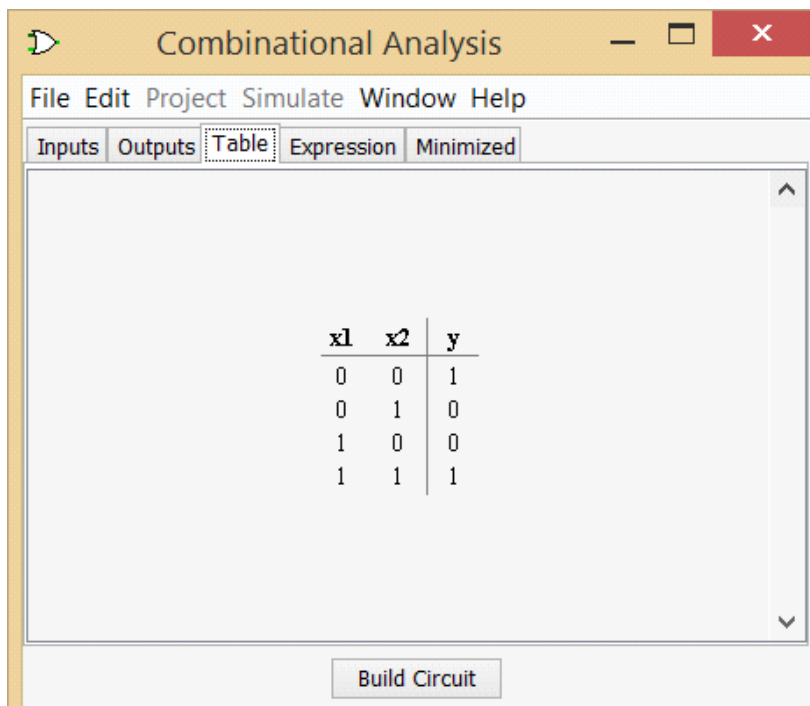 Combinational Analysis
File Edit Project Simulate Window Help
Inputs Outputs Table Expression Minimized
x1 x2 y
0 0 1
0 1 0
1 0 0
1 1 1
Build Circuit